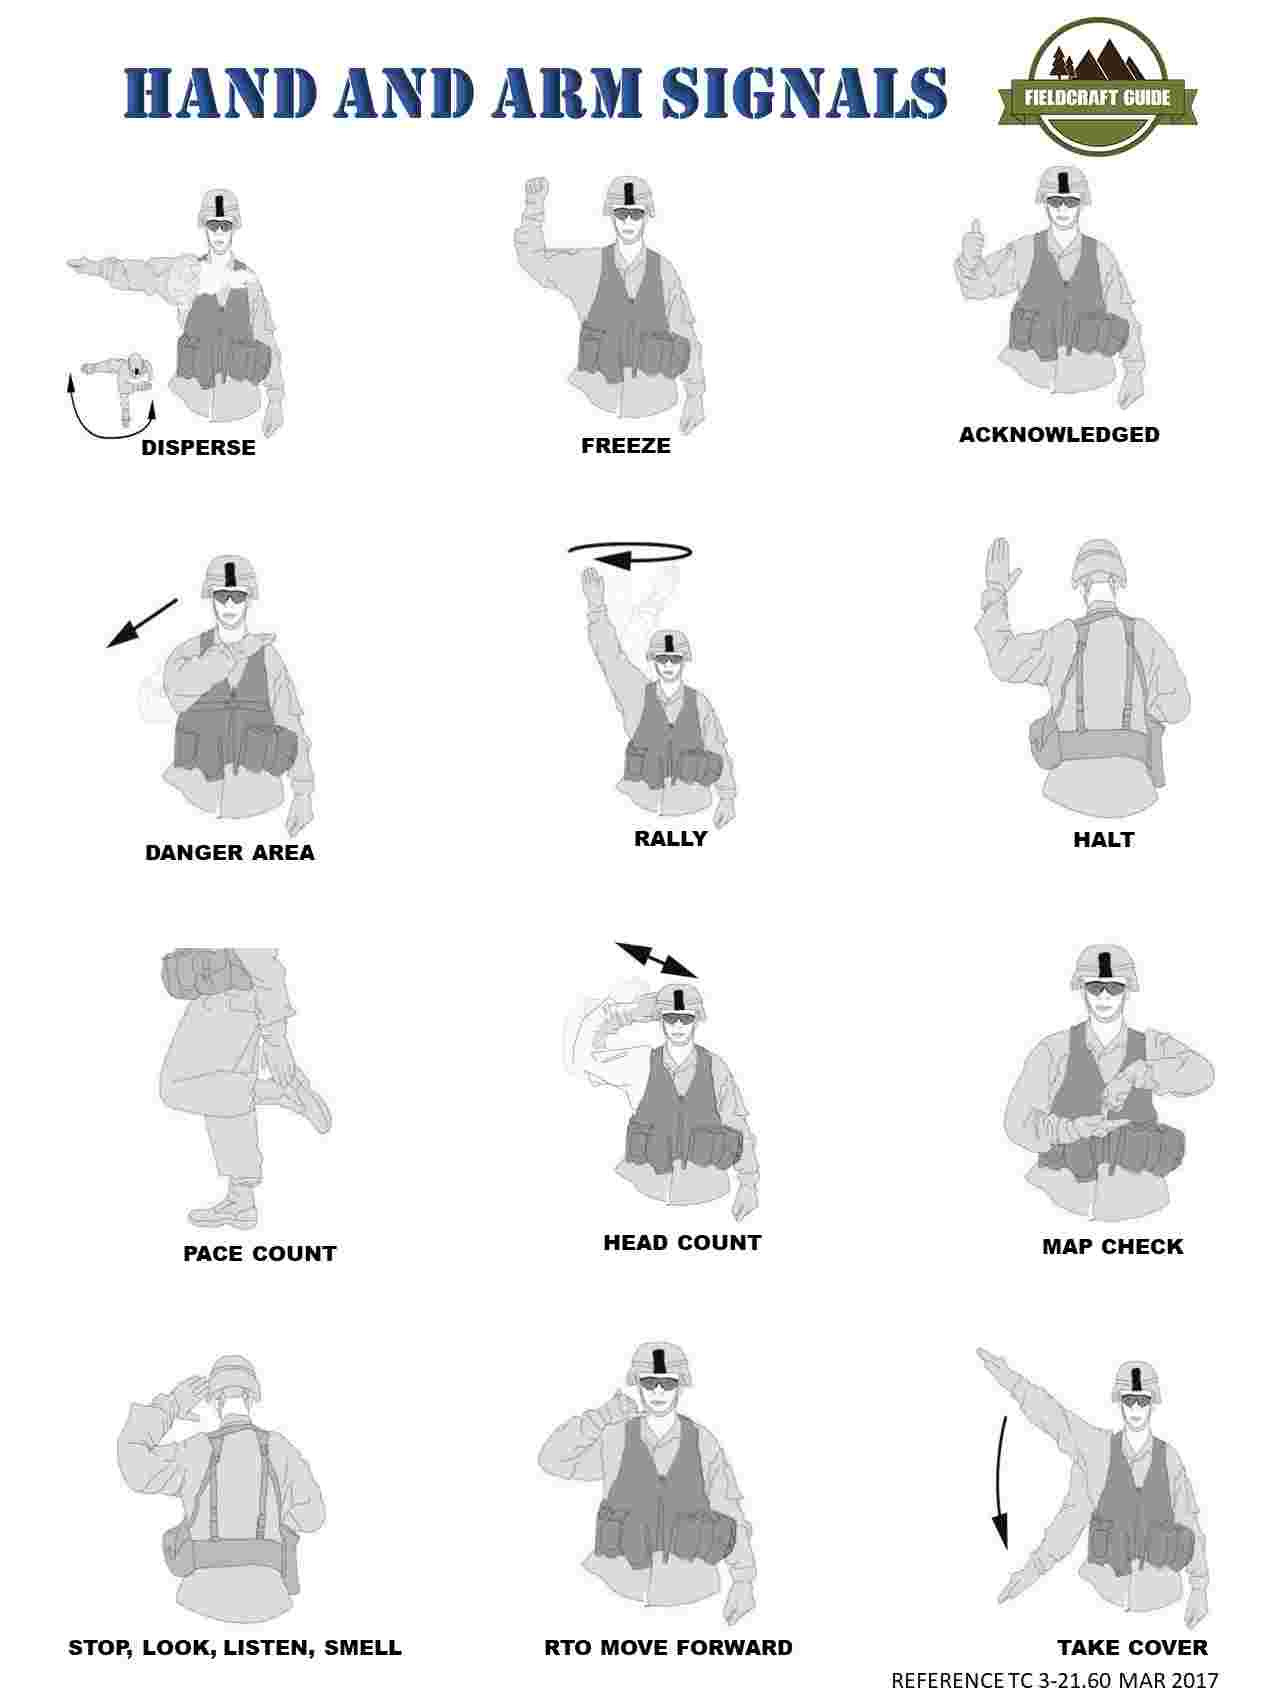 HAND AND ARM SIGNALS
FIELDCRAFT GUIDE
DISPERSE
FREEZE
ACKNOWLEDGED
DANGER AREA
RALLY
HALT
PACE COUNT
HEAD COUNT
MAP CHECK
STOP, LOOK, LISTEN, SMELL
RTO MOVE FORWARD
TAKE COVER
REFERENCE TC 3-21.60 MAR 2017